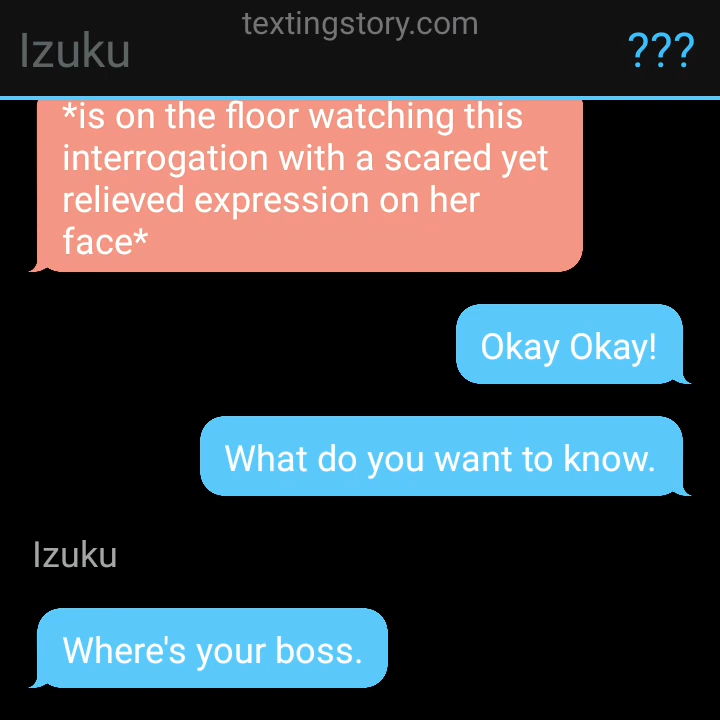 textingstory.com
Izuku
???
*is on the floor watching this
interrogation with a scared yet
relieved expression on her
face*
Okay Okay!
What do you want to know.
Izuku
Where's your boss.